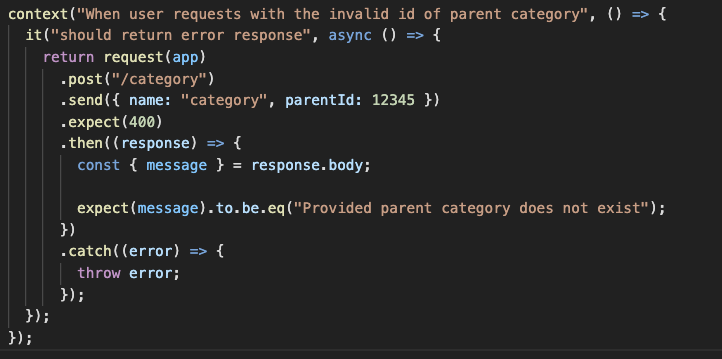 context("When user requests with the invalid id of parent category", () => {
  it("should return error response", async () => {
    return request(app)
      .post("/category")
      .send({ name: "category", parentId: 12345 })
      .expect(400)
      .then((response) => {
        const { message } = response.body;

        expect(message).to.be.eq("Provided parent category does not exist");
      })
      .catch((error) => {
        throw error;
      });
  });
});